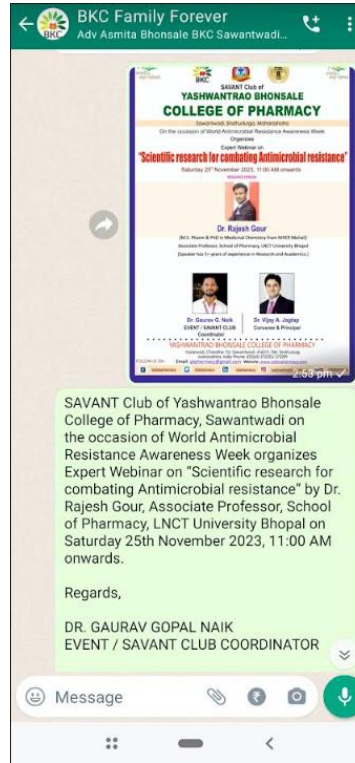 BKC Family Forever
Adv Asmita Bhonsale BKC Sawantwadi...
BKC
SAVANT Club of
YASHWANTRAO BHONSALE
COLLEGE OF PHARMACY
Sawantwadi, Sindhudurg, Maharashtra
On the occasion of World Antimicrobial Resistance Awareness Week
Organizes
Expert Webinar on
"Scientific research for combating Antimicrobial resistance"
Saturday 25th November 2023, 11:00 AM onwards
Dr. Rajesh Gour
Associate Professor, School of Pharmacy, LNCT University Bhopal
Dr. Gaurav G. Naik
EVENT / SAVANT CLUB
Coordinator
Dr. Vijay A. Jagtap
Convener & Principal
YASHWANTRAO BHONSALE COLLEGE OF PHARMACY
2:53 pm
SAVANT Club of Yashwantrao Bhonsale
College of Pharmacy, Sawantwadi on
the occasion of World Antimicrobial
Resistance Awareness Week organizes
Expert Webinar on "Scientific research for
combating Antimicrobial resistance" by Dr.
Rajesh Gour, Associate Professor, School
of Pharmacy, LNCT University Bhopal on
Saturday 25th November 2023, 11:00 AM
onwards.
Regards,
DR. GAURAV GOPAL NAIK
EVENT / SAVANT CLUB COORDINATOR
Message
₹